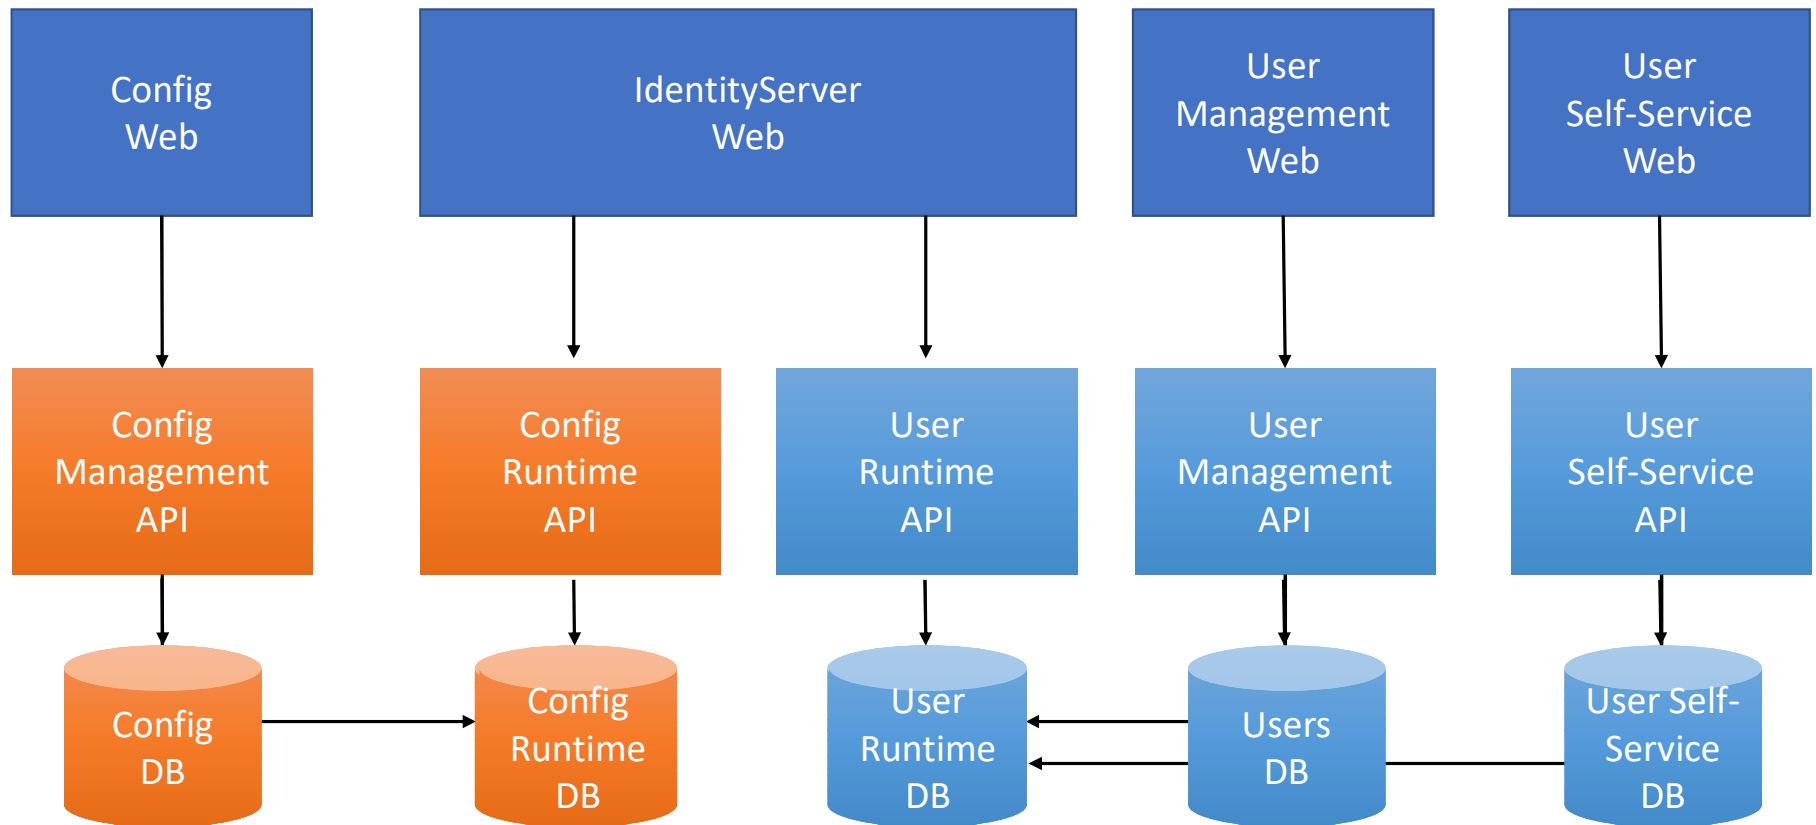 Config
Web
IdentityServer
Web
User
Management
Web
User
Self-Service
Web
Config
Management
API
Config
Runtime
API
User
Runtime
API
User
Management
API
User
Self-Service
API
Config
DB
Config
Runtime
DB
User
Runtime
DB
Users
DB
User Self-
Service
DB